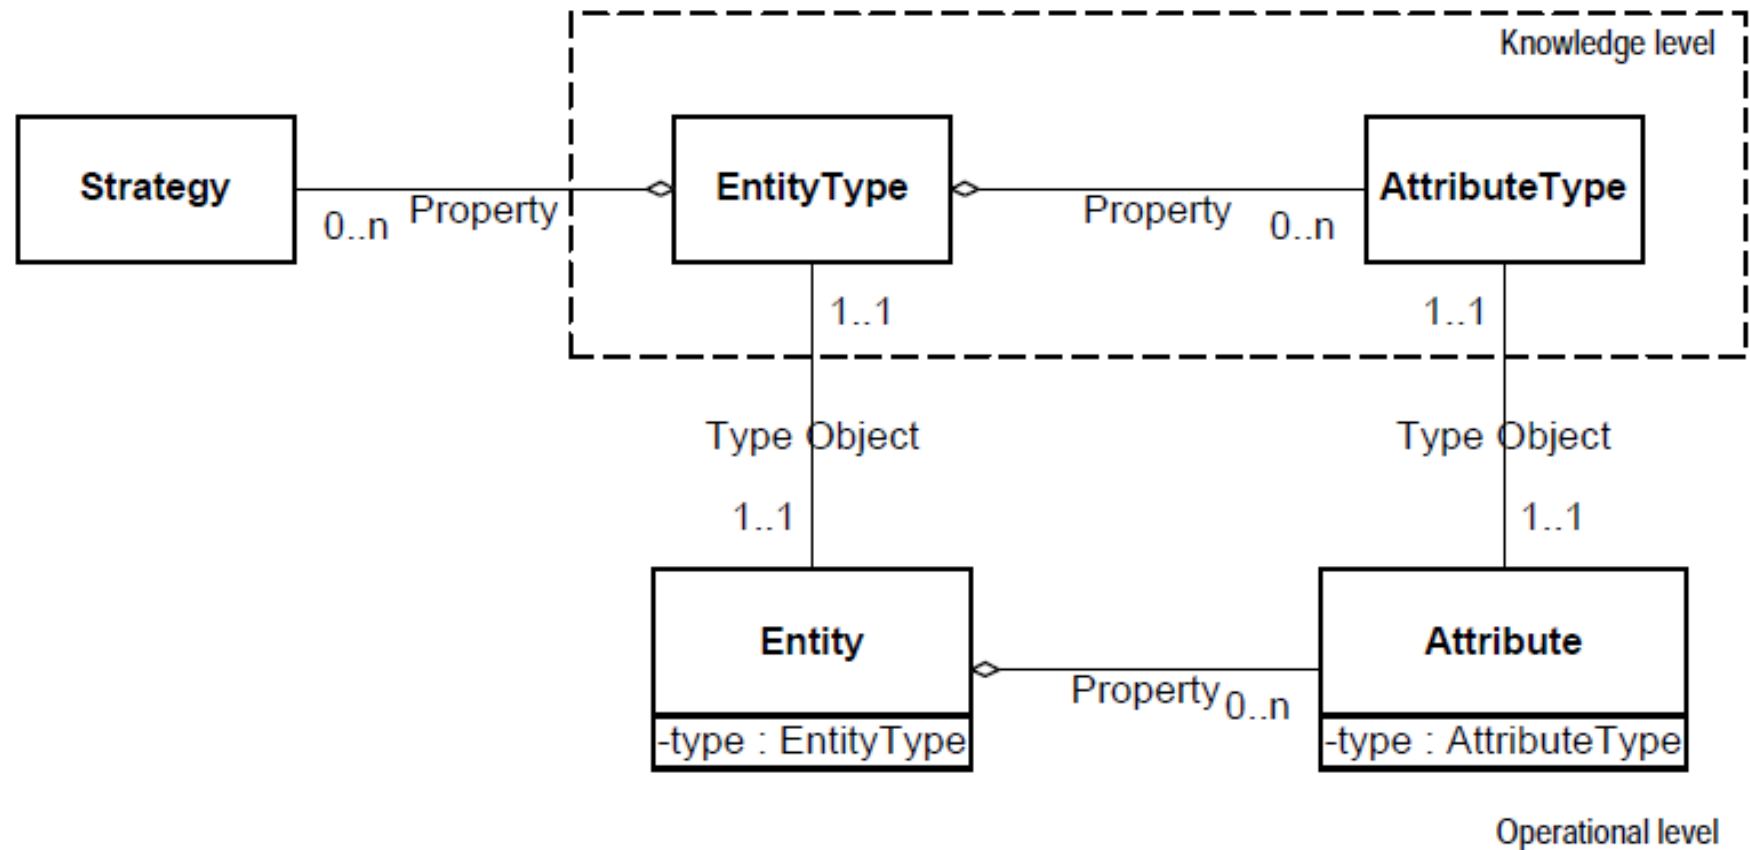 Knowledge level
Strategy
EntityType
AttributeType
0..n
Property
Property
0..n
1..1
1..1
Type Object
Type Object
1..1
1..1
Entity
Attribute
Property
0..n
-type : EntityType
-type : AttributeType
Operational level